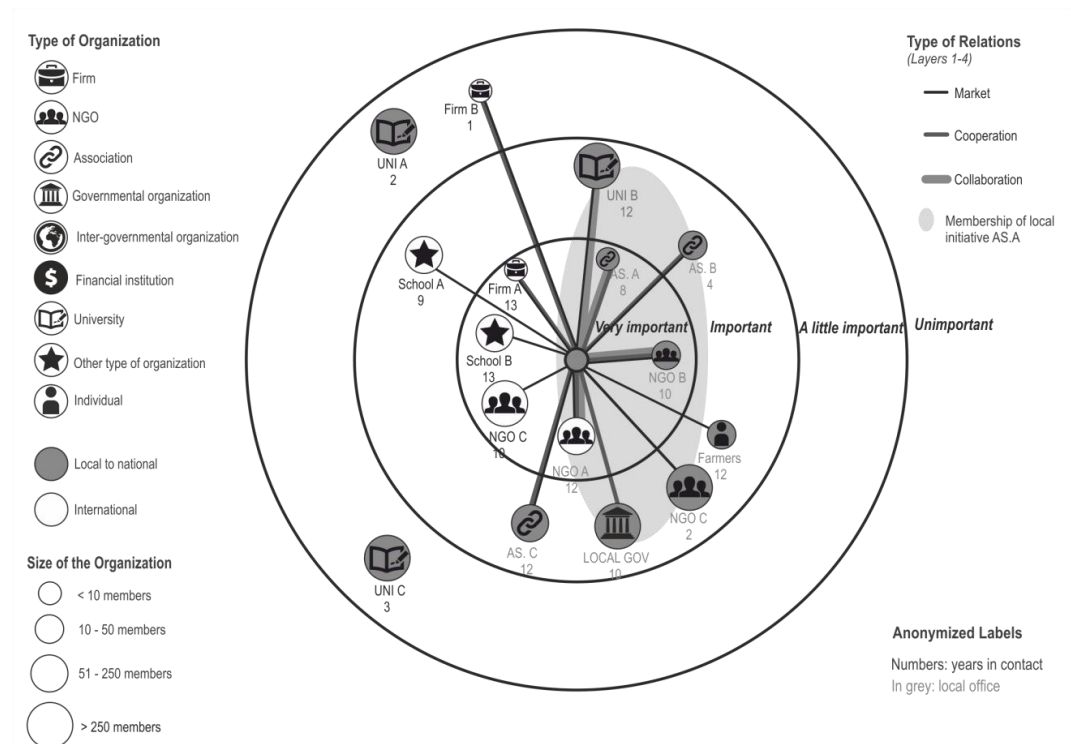 Type of Organization
Firm
NGO
Association
Governmental organization
Inter-governmental organization
$
Financial institution
University
Other type of organization
Individual
Local to national
International
Size of the Organization
< 10 members
10 - 50 members
51 - 250 members
> 250 members
Firm B
1
UNI A
2
UNI B
12
School A
9
Firm A
13
AS. A
8
AS. B
4
Very important
Important
A little important
Unimportant
School B
13
NGO B
10
NGO C
10
NGO A
12
Farmers
12
NGO C
2
AS. C
12
LOCAL GOV
10
UNI C
3
Type of Relations
(Layers 1-4)
Market
Cooperation
Collaboration
Membership of local
initiative AS.A
Anonymized Labels
Numbers: years in contact
In grey: local office